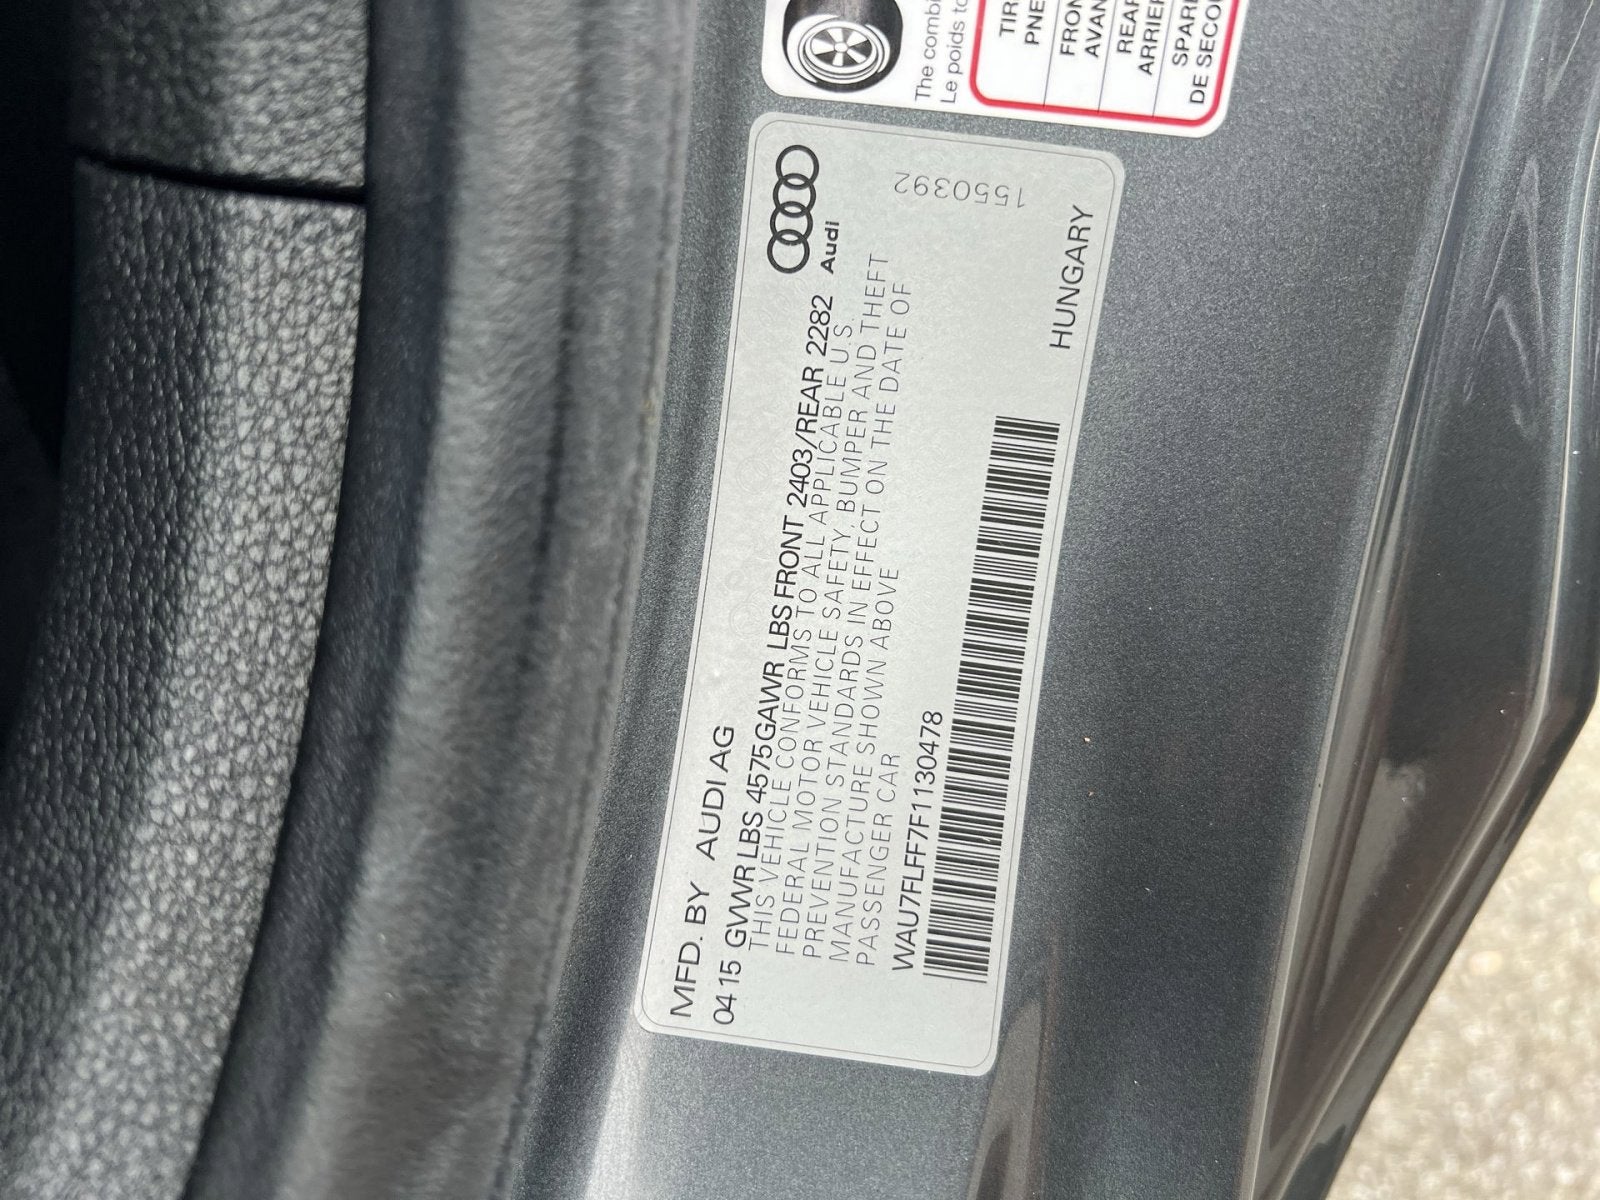 MFD. BY AUDI AG
04 15 GVWR LBS 4575 GAWR LBS FRONT 2403/REAR 2282
Audi
THIS VEHICLE CONFORMS TO ALL APPLICABLE U.S
FEDERAL MOTOR VEHICLE SAFETY, BUMPER AND THEFT
PREVENTION STANDARDS IN EFFECT ON THE DATE OF
MANUFACTURE SHOWN ABOVE
PASSENGER CAR
WAU7FLFF7F1130478
HUNGARY
1550392
The combi
Le poids to
TIR
PNE
FRON
AVAN
REAR
ARRIER
SPARE
DE SECOU